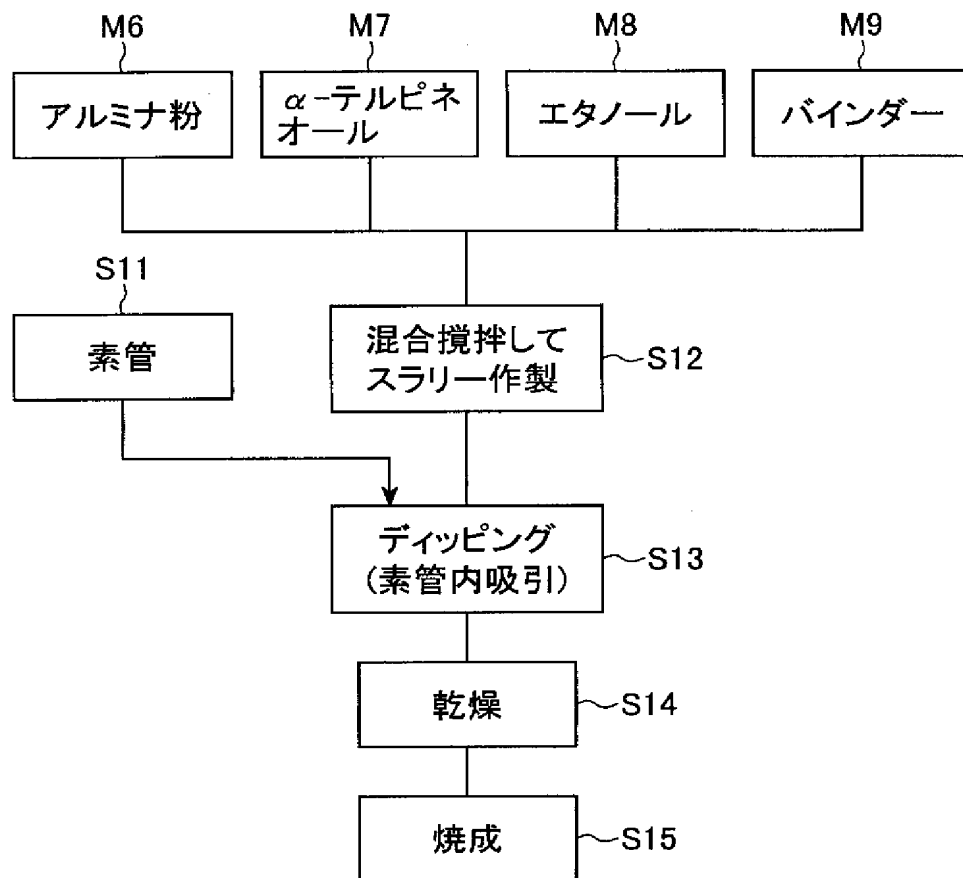 M6
M7
M8
M9
アルミナ粉
α-テルピネ
オール
エタノール
バインダー
S11
素管
混合攪拌して
スラリー作製
S12
ディッピング
(素管内吸引)
S13
乾燥
S14
焼成
S15